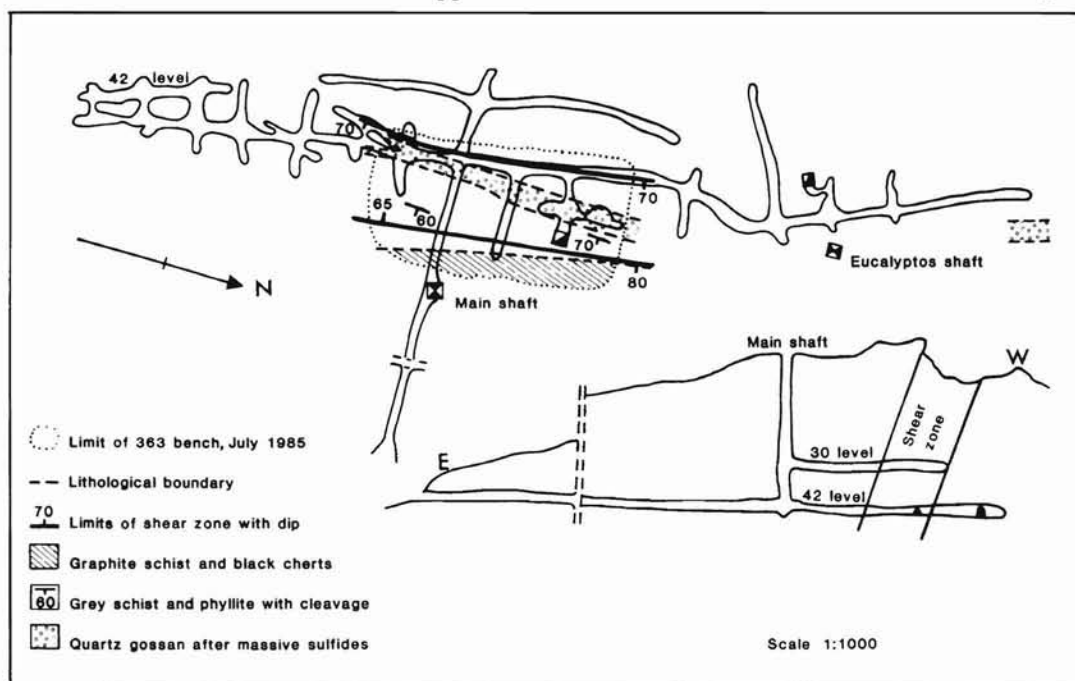 42 level
70
65
60
70
70
80
N
Main shaft
Eucalyptos shaft
Main shaft
W
Shear
zone
E
30 level
42 level
Limit of 363 bench, July 1985
Lithological boundary
70
Limits of shear zone with dip
Graphite schist and black cherts
60
Grey schist and phyllite with cleavage
Quartz gossan after massive sulfides
Scale 1:1000